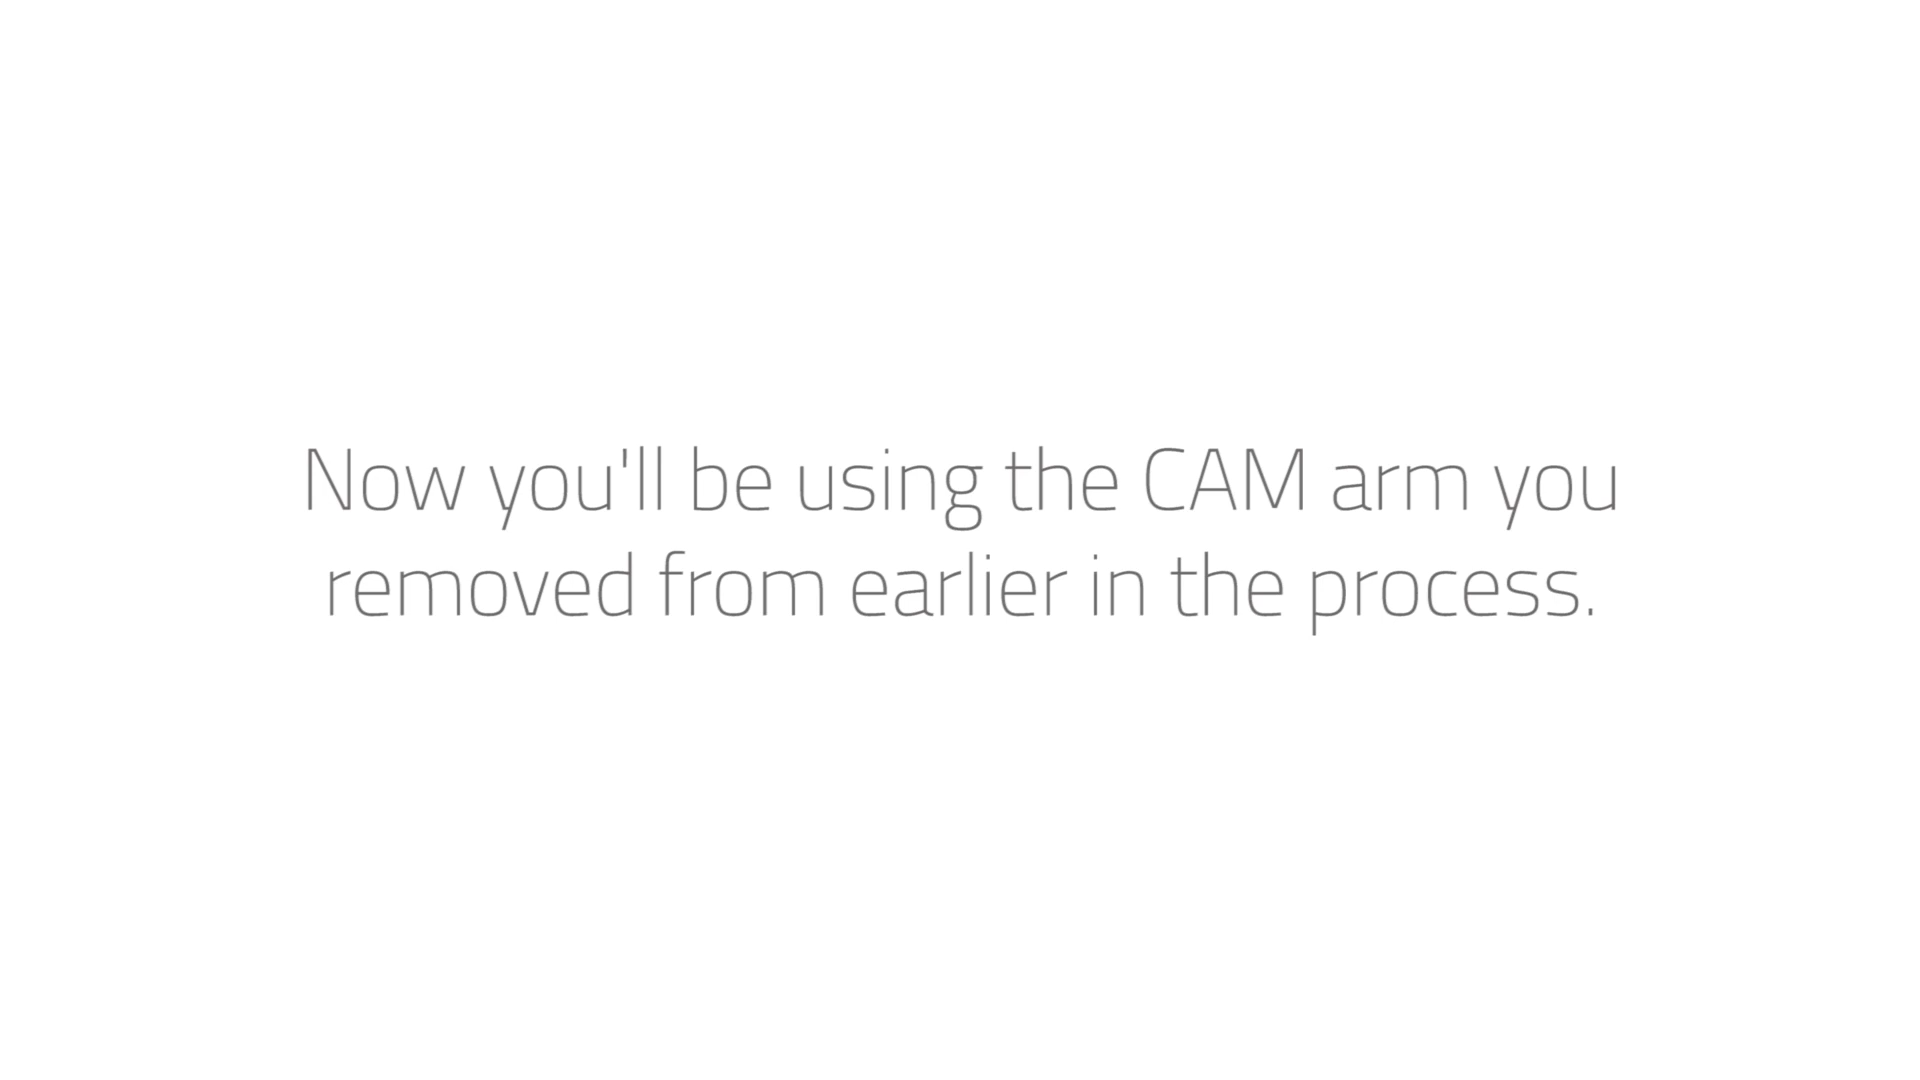 Now you'll be using the CAM arm you
removed from earlier in the process.